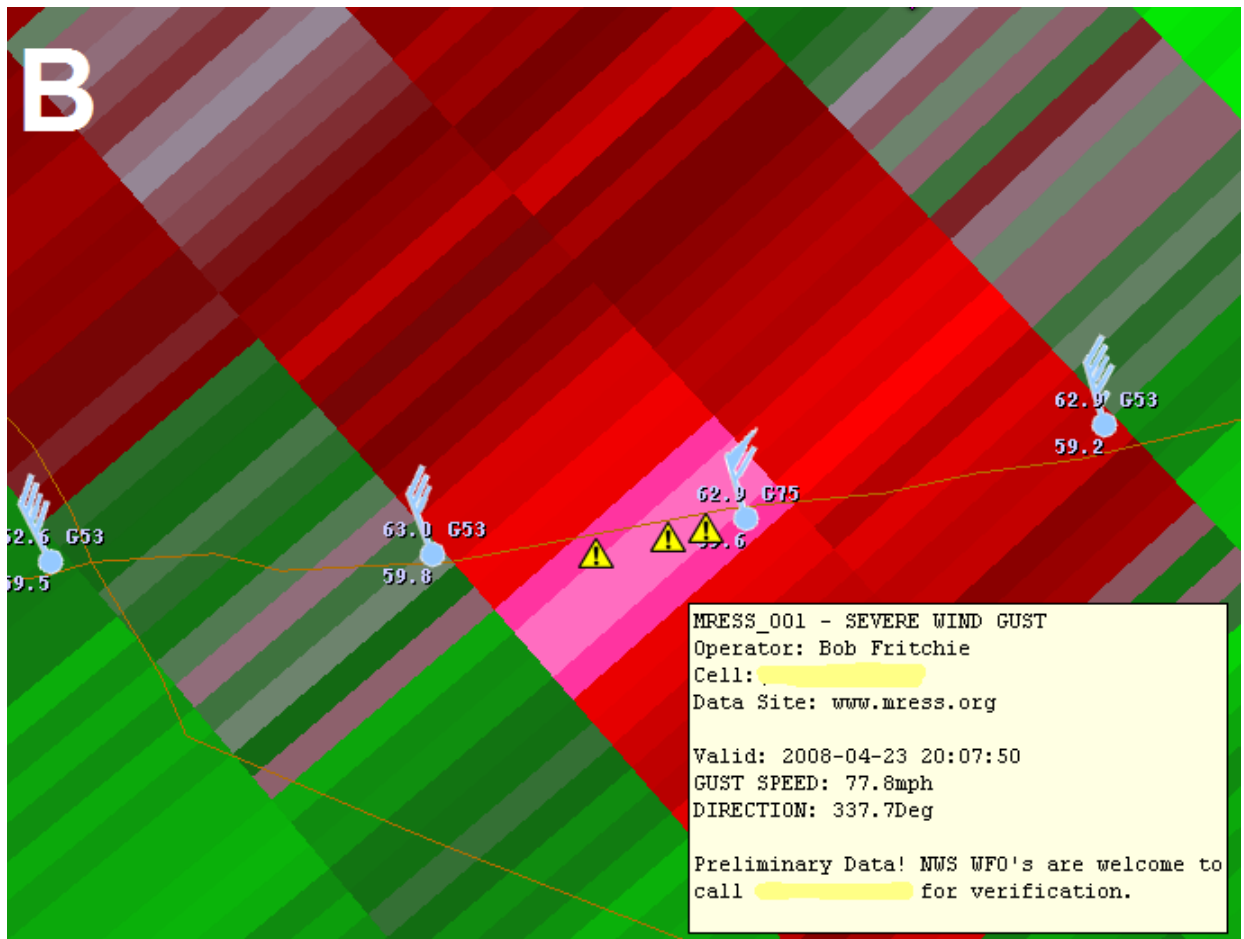 B
62.9 G53
59.2
62.9 G75
63.0 G53
59.8
G53
MRESS_001 - SEVERE WIND GUST
Operator: Bob Fritchie
Cell:
Data Site: www.mress.org
Valid: 2008-04-23 20:07:50
GUST SPEED: 77.8mph
DIRECTION: 337.7Deg
Preliminary Data! NWS WFO's are welcome to
call for verification.